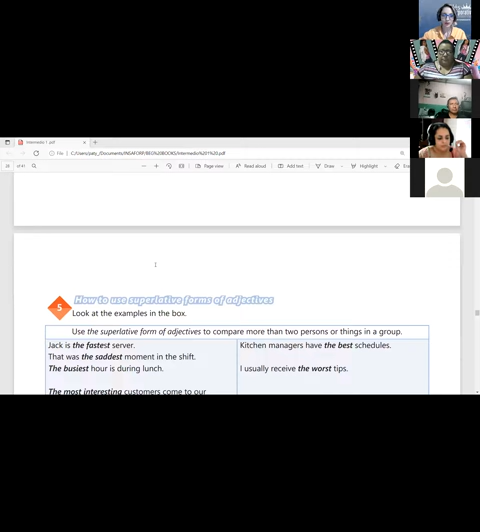 Intermedio 1 .pdf
File
C:/Users/paty_/Documents/INSAFORP/BEO%20BOOKS/Intermedio%201%20.pdf
28 of 41
Page view
Read aloud
Add text
Draw
Highlight
5
How to use superlative forms of adjectives
Look at the examples in the box.
Use the superlative form of adjectives to compare more than two persons or things in a group.
Jack is the fastest server.
That was the saddest moment in the shift.
The busiest hour is during lunch.
The most interesting customers come to our
Kitchen managers have the best schedules.
I usually receive the worst tips.